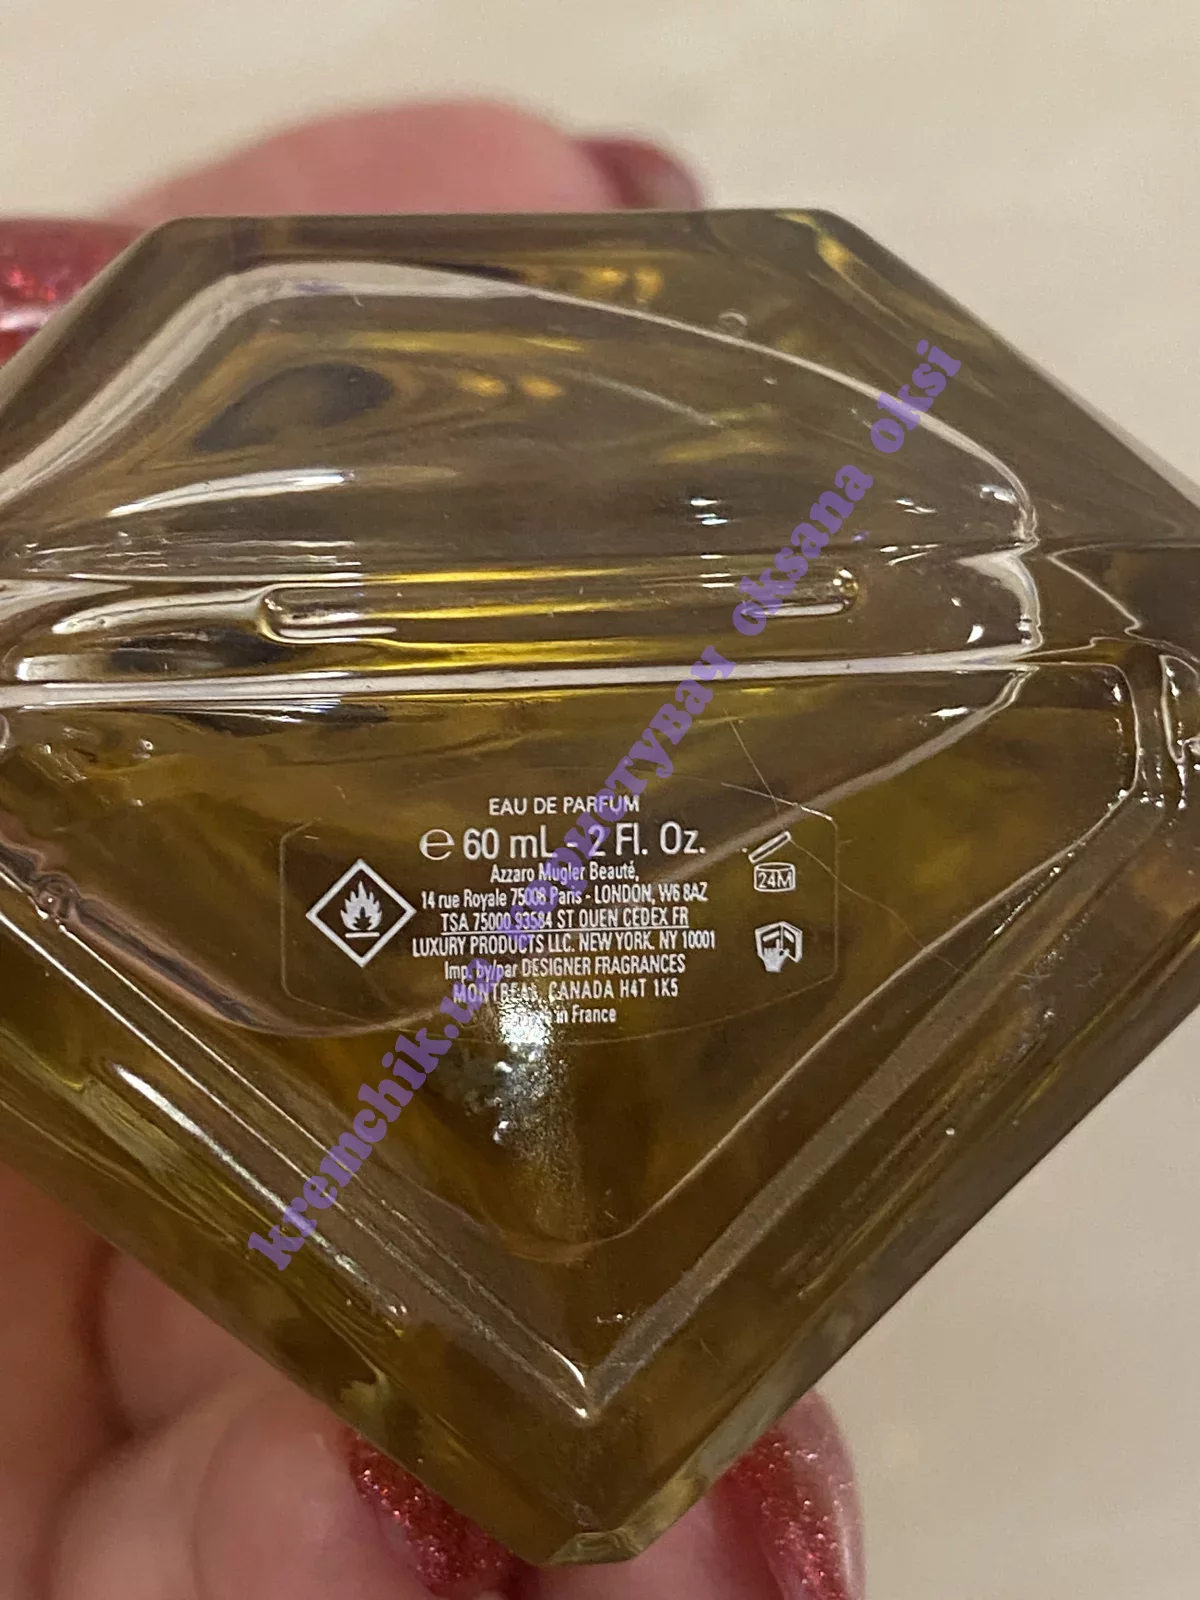 EAU DE PARFUM
℮ 60 mL - 2 Fl. Oz.
Azzaro Mugler Beauté,
14 rue Royale 75008 Paris - LONDON, W6 8AZ
TSA 75000 93584 ST OUEN CEDEX FR
LUXURY PRODUCTS LLC. NEW YORK. NY 10001
Imp. by/par DESIGNER FRAGRANCES
MONTREAL, CANADA H4T 1K5
in France
24M
kremchik.u
ористувач oksana oksi